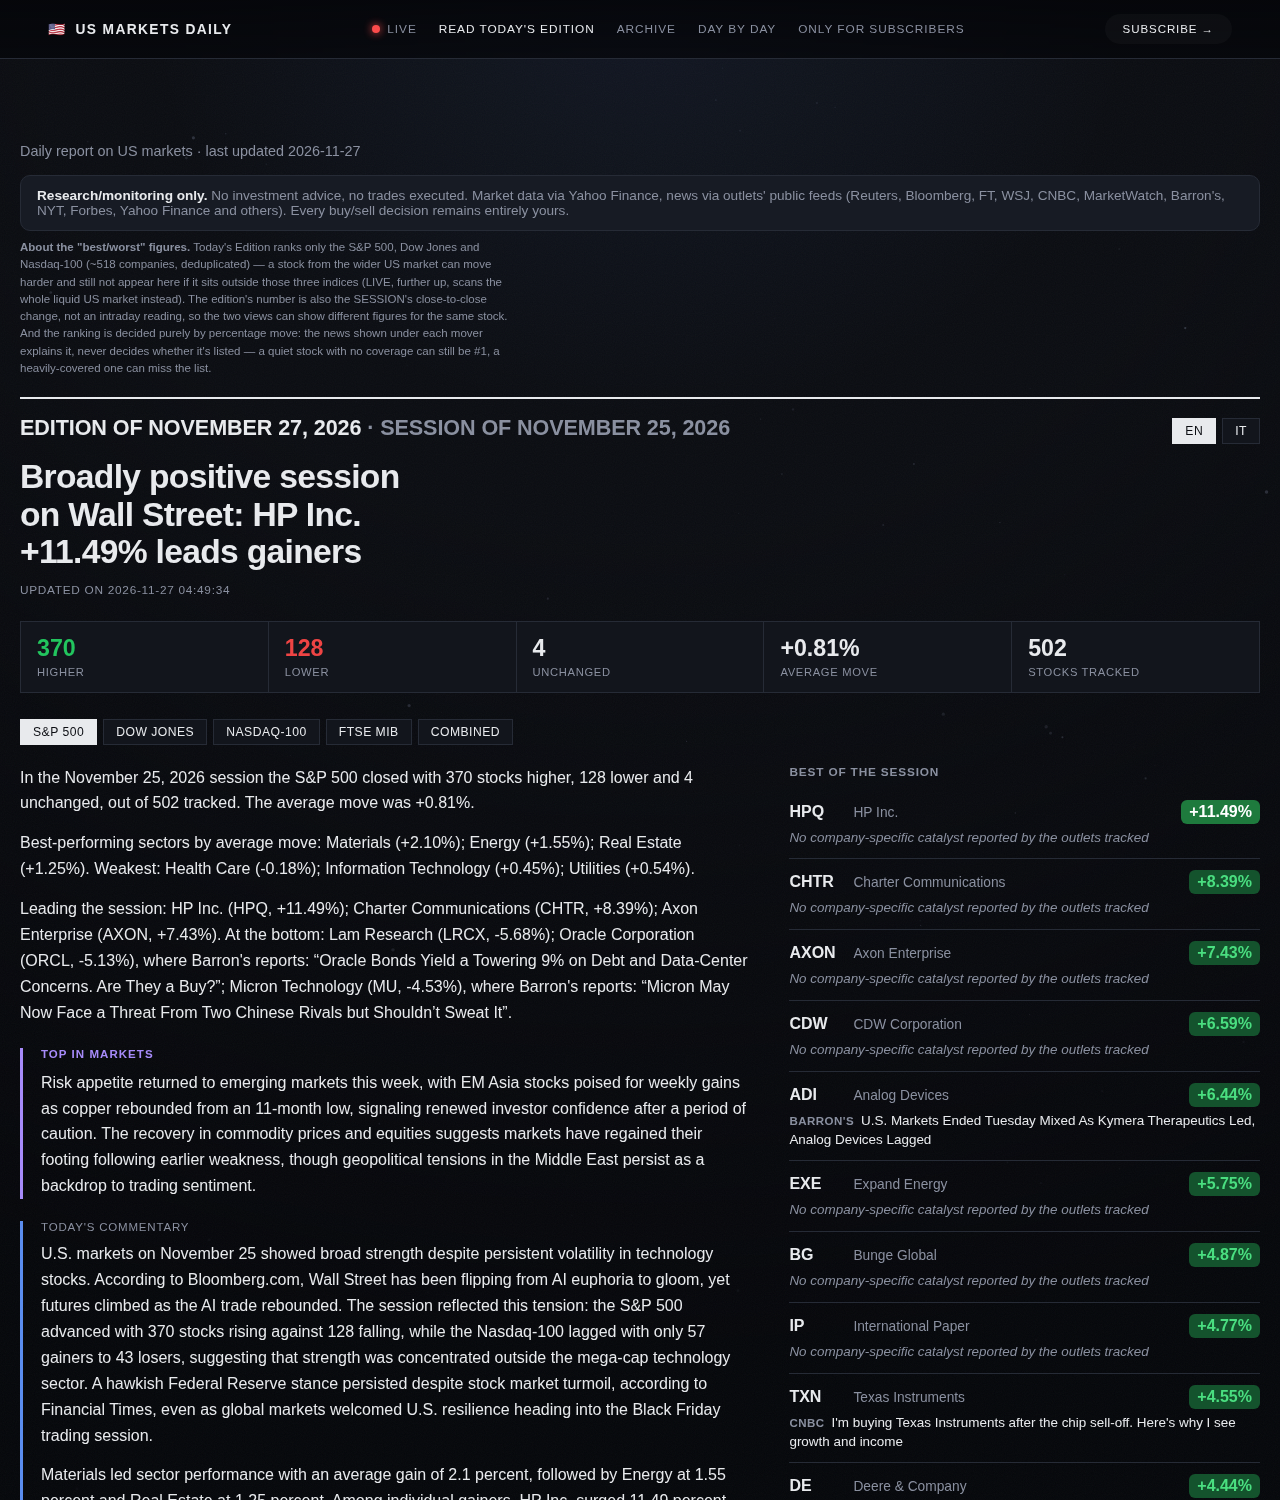 🇺🇸 US MARKETS DAILY
LIVE READ TODAY'S EDITION ARCHIVE DAY BY DAY ONLY FOR SUBSCRIBERS
SUBSCRIBE →
Daily report on US markets · last updated 2026-11-27
Research/monitoring only. No investment advice, no trades executed. Market data via Yahoo Finance, news via outlets' public feeds (Reuters, Bloomberg, FT, WSJ, CNBC, MarketWatch, Barron's,
NYT, Forbes, Yahoo Finance and others). Every buy/sell decision remains entirely yours.
About the "best/worst" figures. Today's Edition ranks only the S&P 500, Dow Jones and
Nasdaq-100 (~518 companies, deduplicated) — a stock from the wider US market can move
harder and still not appear here if it sits outside those three indices (LIVE, further up, scans the
whole liquid US market instead). The edition's number is also the SESSION's close-to-close
change, not an intraday reading, so the two views can show different figures for the same stock.
And the ranking is decided purely by percentage move: the news shown under each mover
explains it, never decides whether it's listed — a quiet stock with no coverage can still be #1, a
heavily-covered one can miss the list.
EDITION OF NOVEMBER 27, 2026 · SESSION OF NOVEMBER 25, 2026
EN IT
Broadly positive session
on Wall Street: HP Inc.
+11.49% leads gainers
UPDATED ON 2026-11-27 04:49:34
370
HIGHER
128
LOWER
4
UNCHANGED
+0.81%
AVERAGE MOVE
502
STOCKS TRACKED
S&P 500 DOW JONES NASDAQ-100 FTSE MIB COMBINED
In the November 25, 2026 session the S&P 500 closed with 370 stocks higher, 128 lower and 4
unchanged, out of 502 tracked. The average move was +0.81%.
Best-performing sectors by average move: Materials (+2.10%); Energy (+1.55%); Real Estate
(+1.25%). Weakest: Health Care (-0.18%); Information Technology (+0.45%); Utilities (+0.54%).
Leading the session: HP Inc. (HPQ, +11.49%); Charter Communications (CHTR, +8.39%); Axon
Enterprise (AXON, +7.43%). At the bottom: Lam Research (LRCX, -5.68%); Oracle Corporation
(ORCL, -5.13%), where Barron's reports: “Oracle Bonds Yield a Towering 9% on Debt and Data-Center
Concerns. Are They a Buy?”; Micron Technology (MU, -4.53%), where Barron's reports: “Micron May
Now Face a Threat From Two Chinese Rivals but Shouldn’t Sweat It”.
TOP IN MARKETS
Risk appetite returned to emerging markets this week, with EM Asia stocks poised for weekly gains
as copper rebounded from an 11-month low, signaling renewed investor confidence after a period of
caution. The recovery in commodity prices and equities suggests markets have regained their
footing following earlier weakness, though geopolitical tensions in the Middle East persist as a
backdrop to trading sentiment.
TODAY'S COMMENTARY
U.S. markets on November 25 showed broad strength despite persistent volatility in technology
stocks. According to Bloomberg.com, Wall Street has been flipping from AI euphoria to gloom, yet
futures climbed as the AI trade rebounded. The session reflected this tension: the S&P 500
advanced with 370 stocks rising against 128 falling, while the Nasdaq-100 lagged with only 57
gainers to 43 losers, suggesting that strength was concentrated outside the mega-cap technology
sector. A hawkish Federal Reserve stance persisted despite stock market turmoil, according to
Financial Times, even as global markets welcomed U.S. resilience heading into the Black Friday
trading session.
Materials led sector performance with an average gain of 2.1 percent, followed by Energy at 1.55
percent and Real Estate at 1.25 percent. Among individual gainers, HP Inc. surged 11.49 percent
BEST OF THE SESSION
HPQ HP Inc. +11.49%
No company-specific catalyst reported by the outlets tracked
CHTR Charter Communications +8.39%
No company-specific catalyst reported by the outlets tracked
AXON Axon Enterprise +7.43%
No company-specific catalyst reported by the outlets tracked
CDW CDW Corporation +6.59%
No company-specific catalyst reported by the outlets tracked
ADI Analog Devices +6.44%
BARRON'S U.S. Markets Ended Tuesday Mixed As Kymera Therapeutics Led,
Analog Devices Lagged
EXE Expand Energy +5.75%
No company-specific catalyst reported by the outlets tracked
BG Bunge Global +4.87%
No company-specific catalyst reported by the outlets tracked
IP International Paper +4.77%
No company-specific catalyst reported by the outlets tracked
TXN Texas Instruments +4.55%
CNBC I'm buying Texas Instruments after the chip sell-off. Here's why I see
growth and income
DE Deere & Company +4.44%